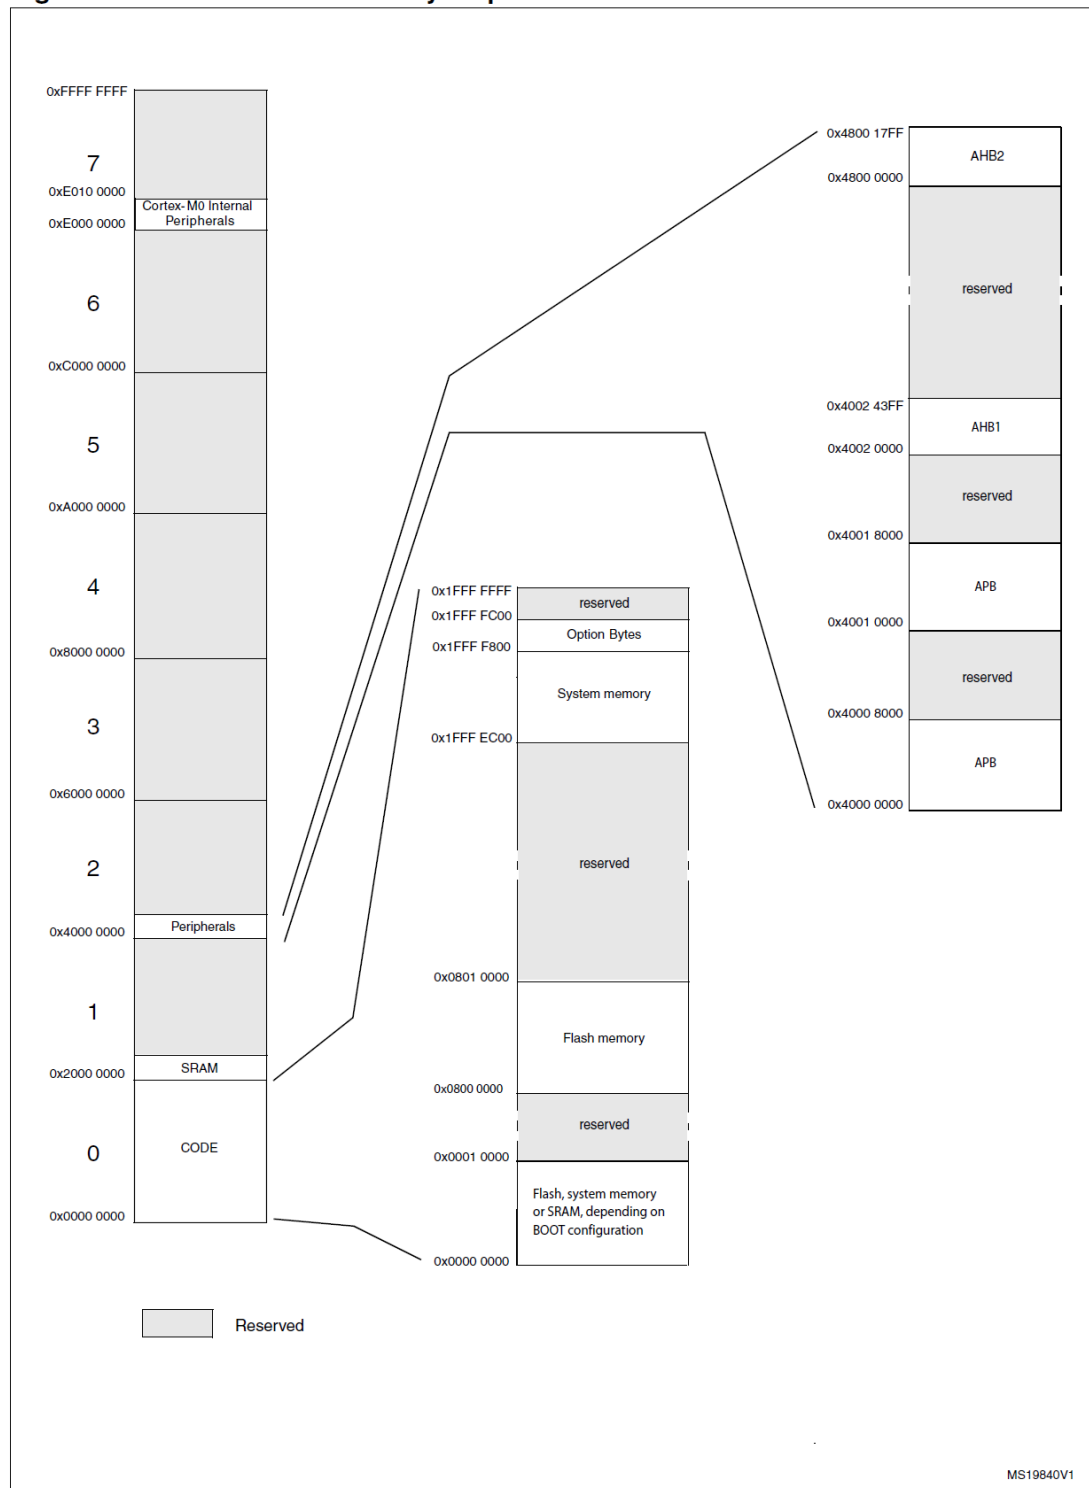 0xFFFF FFFF
7
0xE010 0000
Cortex-M0 Internal
Peripherals
0xE000 0000
6
0xC000 0000
5
0xA000 0000
4
0x8000 0000
3
0x6000 0000
2
Peripherals
0x4000 0000
1
SRAM
0x2000 0000
CODE
0
0x0000 0000
Reserved
0x1FFF FFFF
reserved
0x1FFF FC00
Option Bytes
0x1FFF F800
System memory
0x1FFF EC00
reserved
0x0801 0000
Flash memory
0x0800 0000
reserved
0x0001 0000
Flash, system memory
or SRAM, depending on
BOOT configuration
0x0000 0000
0x4800 17FF
AHB2
0x4800 0000
reserved
0x4002 43FF
AHB1
0x4002 0000
reserved
0x4001 8000
APB
0x4001 0000
reserved
0x4000 8000
APB
0x4000 0000
MS19840V1